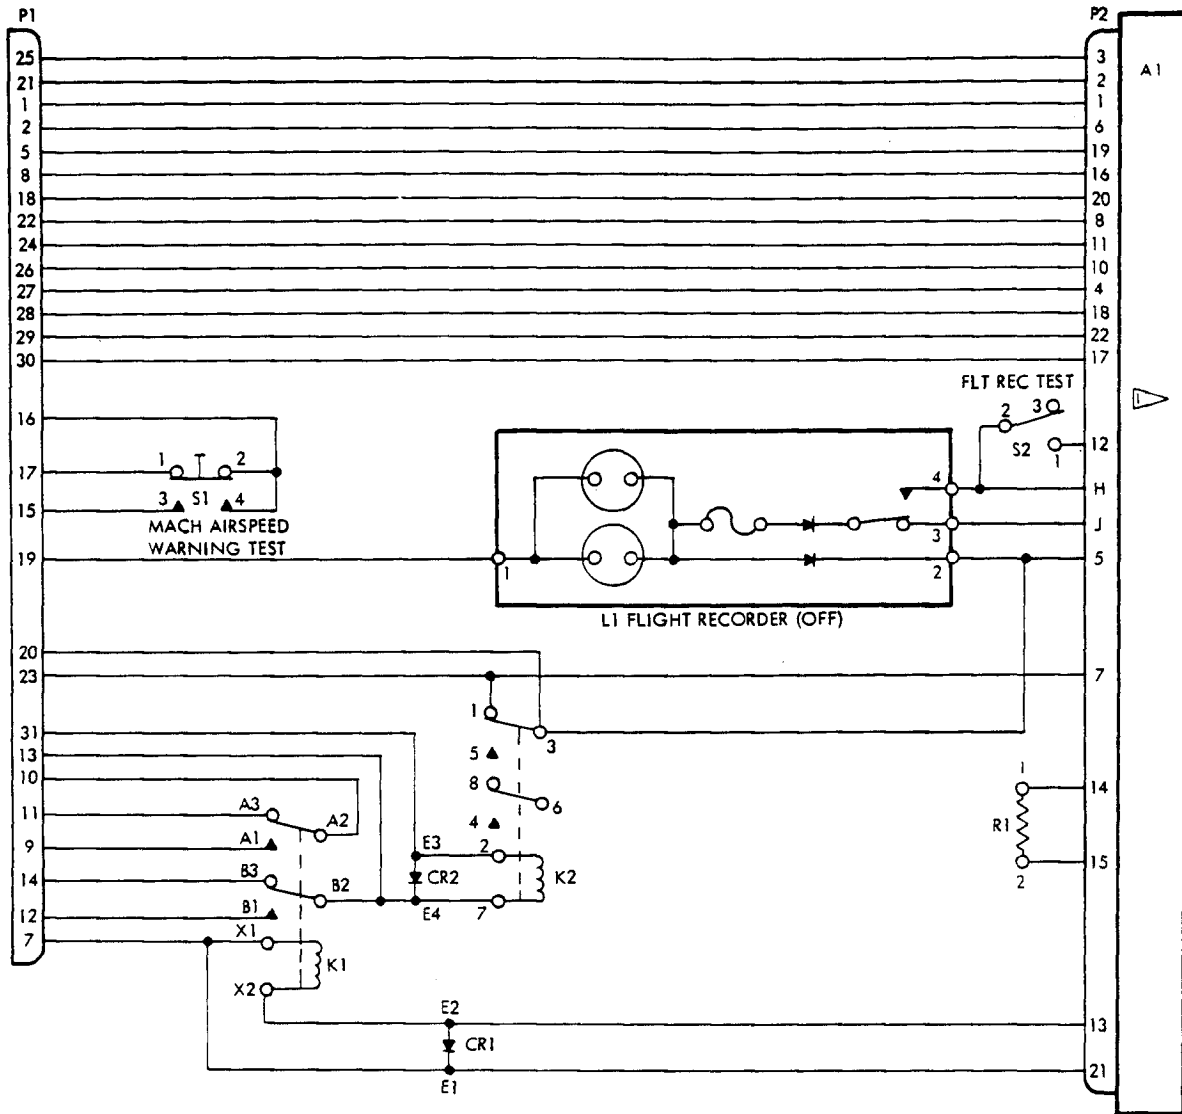 P1 P2
25 3
A1
21 2
1 1
2 6
5 19
8 16
18 20
22 8
24 11
26 10
27 4
28 18
29 22
30 17
FLT REC TEST
2 3
16
S2 1 12
17 1 2
4 H
15 3 S1 4
MACH AIRSPEED
WARNING TEST
3 J
19 1 2 5
L1 FLIGHT RECORDER (OFF)
20
23 7
1
3
31
5
13
10
8
6
1
14
11 A3 A2
4
R1
9 A1
E3 2
15
2
14 B3 B2
CR2 K2
E4 7
12 B1
7 X1
K1
X2
E2 13
CR1
E1 21